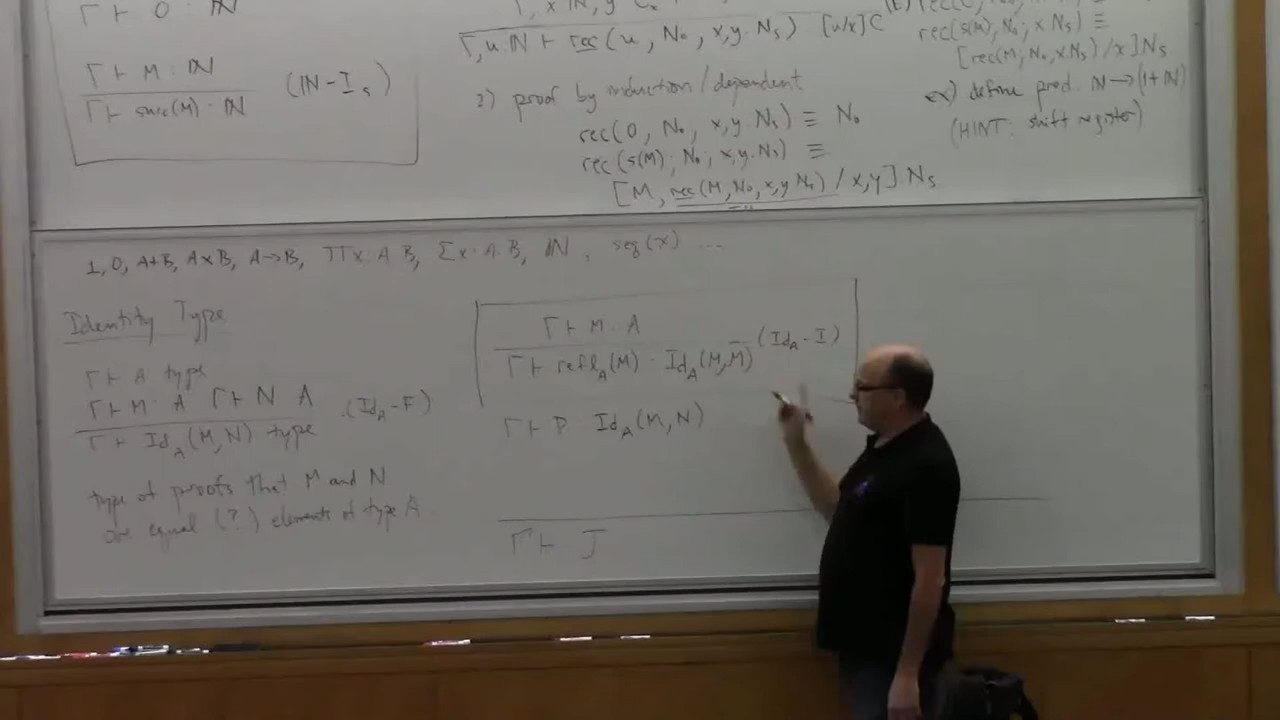 Γ ⊢ 0 : ℕ
Γ ⊢ M : ℕ
Γ ⊢ succ(M) : ℕ
(ℕ-I_s)
Γ, x ℕ, y C_x
Γ, u ℕ ⊢ rec(u, N₀, x,y. N_s) [u/x]C
2) proof by induction/dependent
rec(0, N₀, x,y. N_s) ≡ N₀
rec(s(M); N₀; x,y. N_s) ≡
[M, rec(M, N₀, x,y N_s) / x,y] N_s
rec(s(M), N₀, x N_s) ≡
[rec(M, N₀, x.N_s)/x] N_s
ex) define pred. ℕ → (1+ℕ)
(HINT: shift register)
1, 0, A+B, A×B, A→B, Πx:A B, Σx:A.B, ℕ, seq(x) ...
Identity Type
Γ ⊢ A type
Γ ⊢ M : A Γ ⊢ N A
Γ ⊢ Id_A(M,N) type
(Id_A-F)
type of proofs that M and N
are equal (?) elements of type A
Γ ⊢ M : A
Γ ⊢ refl_A(M) : Id_A(M,M)
(Id_A-I)
Γ ⊢ P Id_A(M,N)
Γ ⊢ J